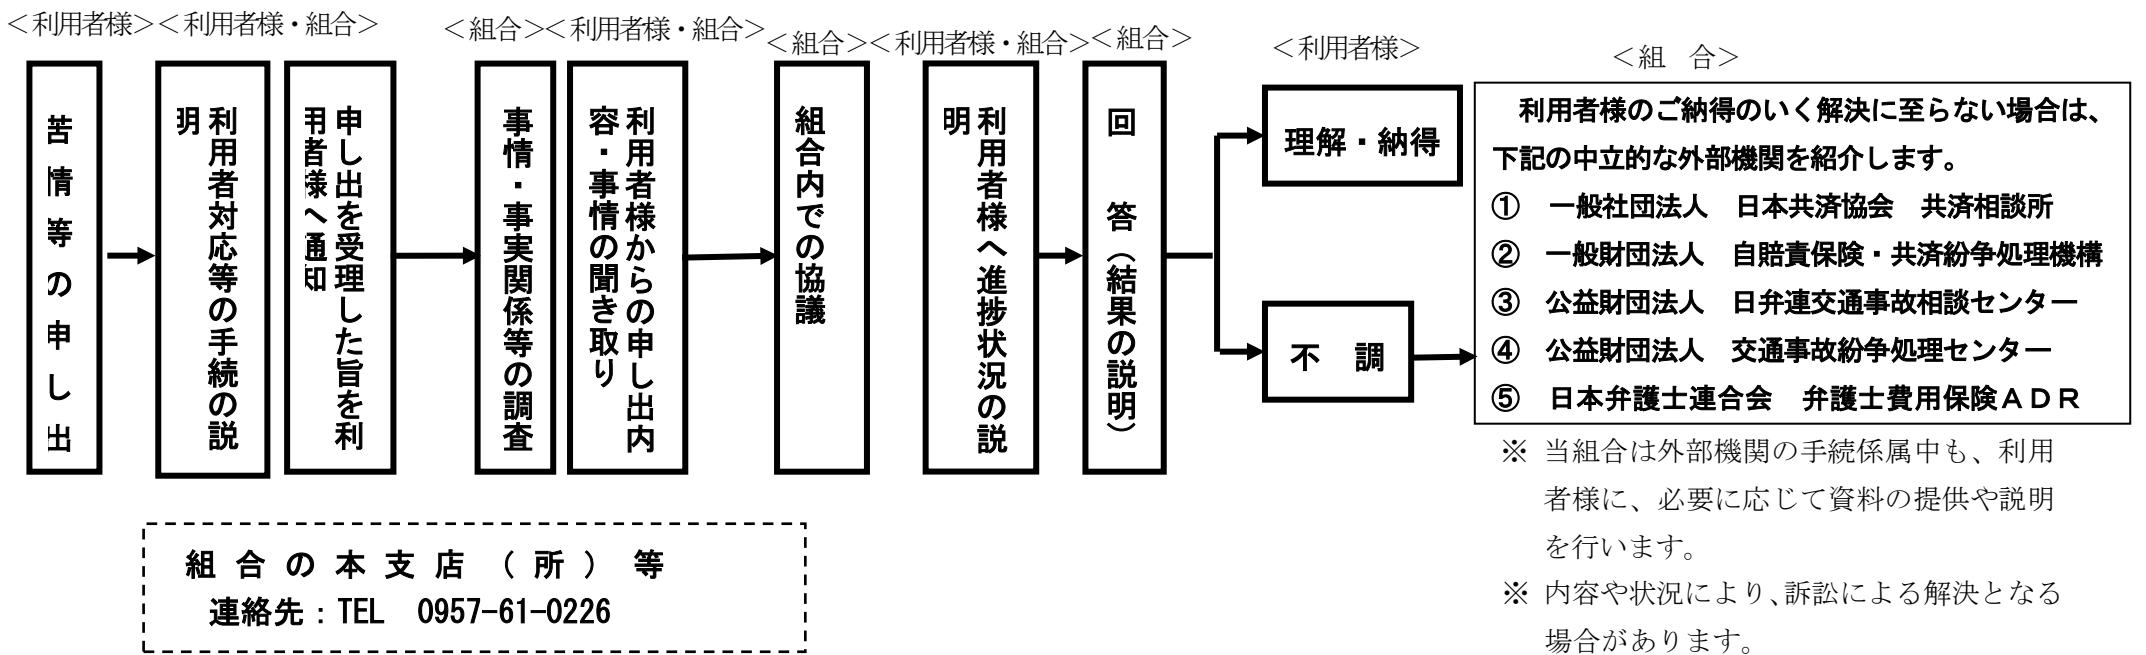 ＜利用者様＞
＜利用者様・組合＞
＜組合＞
＜利用者様・組合＞
＜組合＞
＜利用者様・組合＞
＜組合＞
＜利用者様＞
＜組　合＞
苦情等の申し出
利用者対応等の手続の説
明
申し出を受理した旨を利
用者様へ通知
事情・事実関係等の調査
利用者様からの申し出内
容・事情の聞き取り
組合内での協議
利用者様へ進捗状況の説
明
回　答（結果の説明）
理解・納得
不　調
利用者様のご納得のいく解決に至らない場合は、
下記の中立的な外部機関を紹介します。
①　一般社団法人　日本共済協会　共済相談所
②　一般財団法人　自賠責保険・共済紛争処理機構
③　公益財団法人　日弁連交通事故相談センター
④　公益財団法人　交通事故紛争処理センター
⑤　日本弁護士連合会　弁護士費用保険ＡＤＲ
※ 当組合は外部機関の手続係属中も、利用
者様に、必要に応じて資料の提供や説明
を行います。
※ 内容や状況により、訴訟による解決となる
場合があります。
組合の本支店（所）等
連絡先：TEL　0957-61-0226